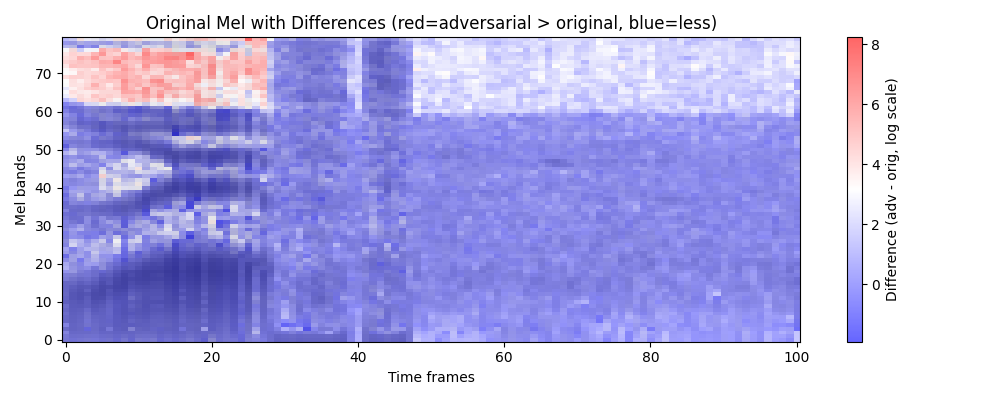 Original Mel with Differences (red=adversarial > original, blue=less)
Mel bands
70
60
50
40
30
20
10
0
0 20 40 60 80 100
Time frames
8
6
4
2
0
Difference (adv - orig, log scale)